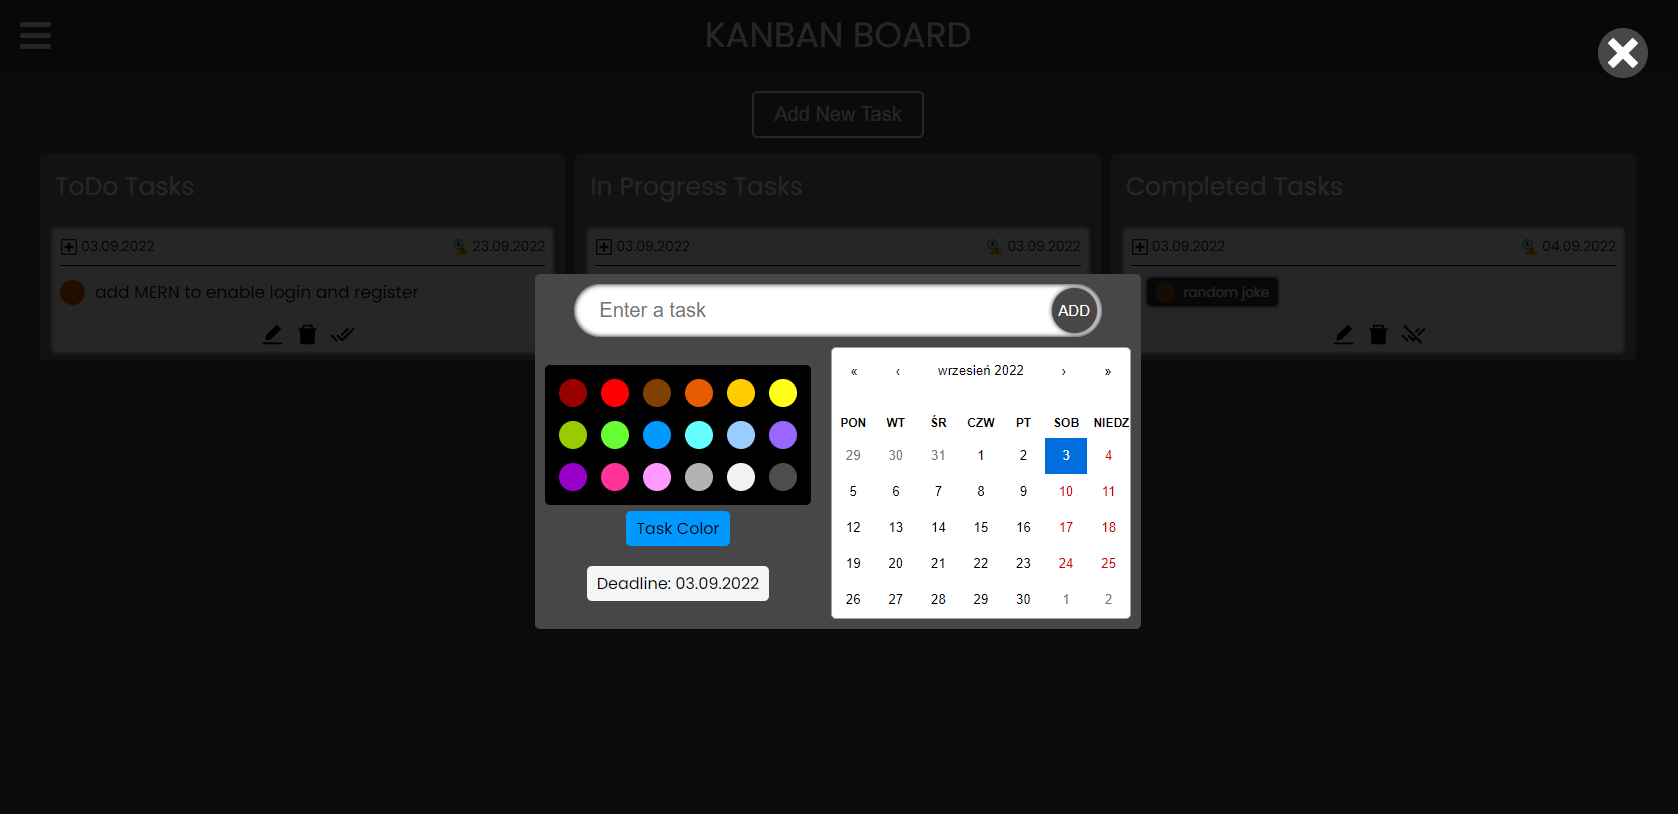 KANBAN BOARD
Add New Task
ToDo Tasks
In Progress Tasks
Completed Tasks
03.09.2022 23.09.2022
03.09.2022 03.09.2022
03.09.2022 04.09.2022
add MERN to enable login and register
random joke
Enter a task
ADD
« ‹ wrzesień 2022 › »
PON WT ŚR CZW PT SOB NIEDZ
29 30 31 1 2 3 4
5 6 7 8 9 10 11
12 13 14 15 16 17 18
19 20 21 22 23 24 25
26 27 28 29 30 1 2
Task Color
Deadline: 03.09.2022